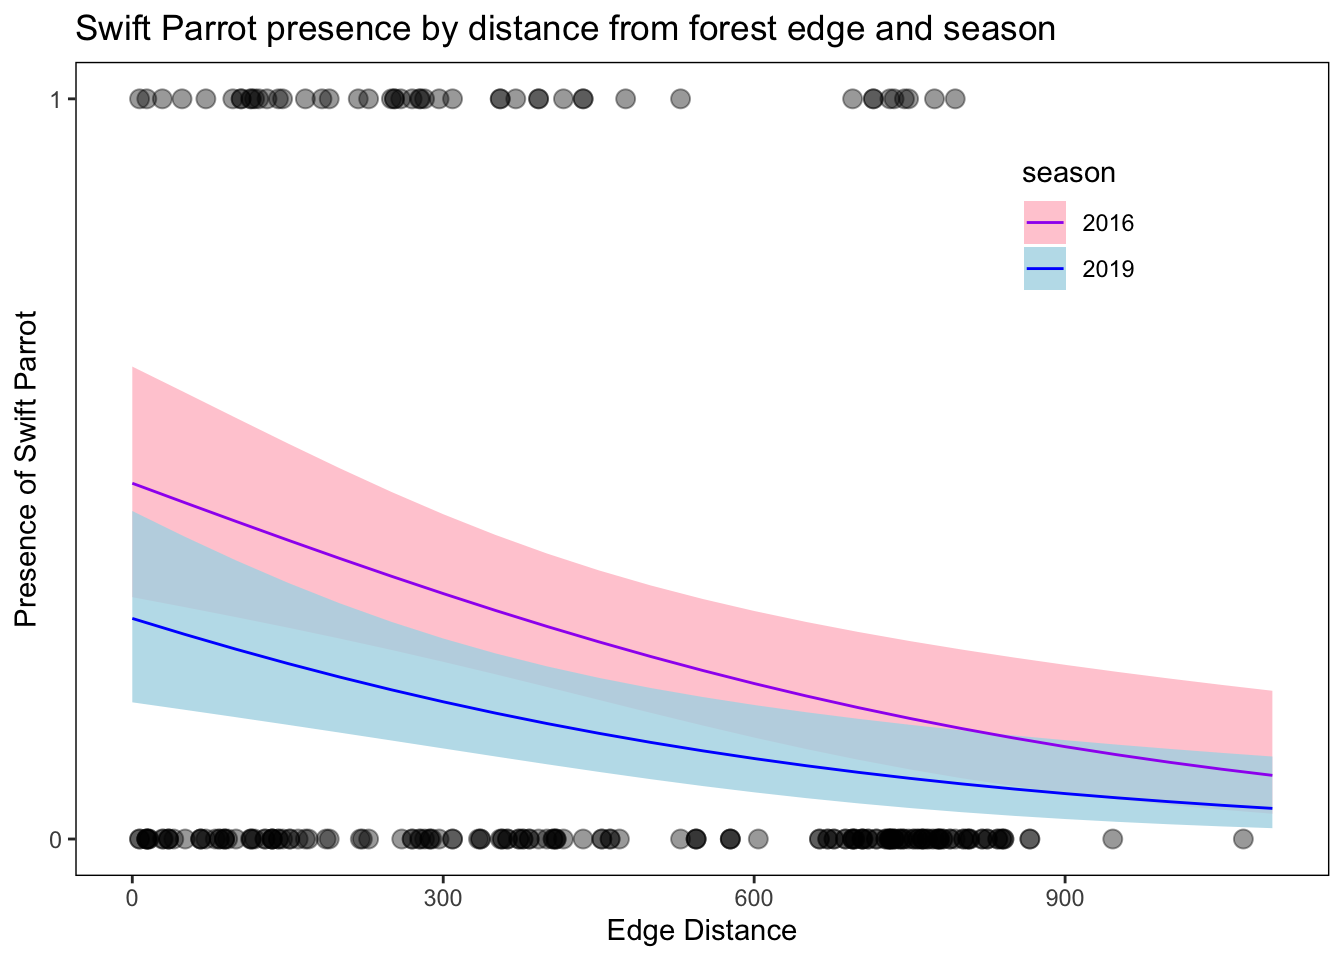 Swift Parrot presence by distance from forest edge and season
1
0
Presence of Swift Parrot
season
2016
2019
0 300 600 900
Edge Distance